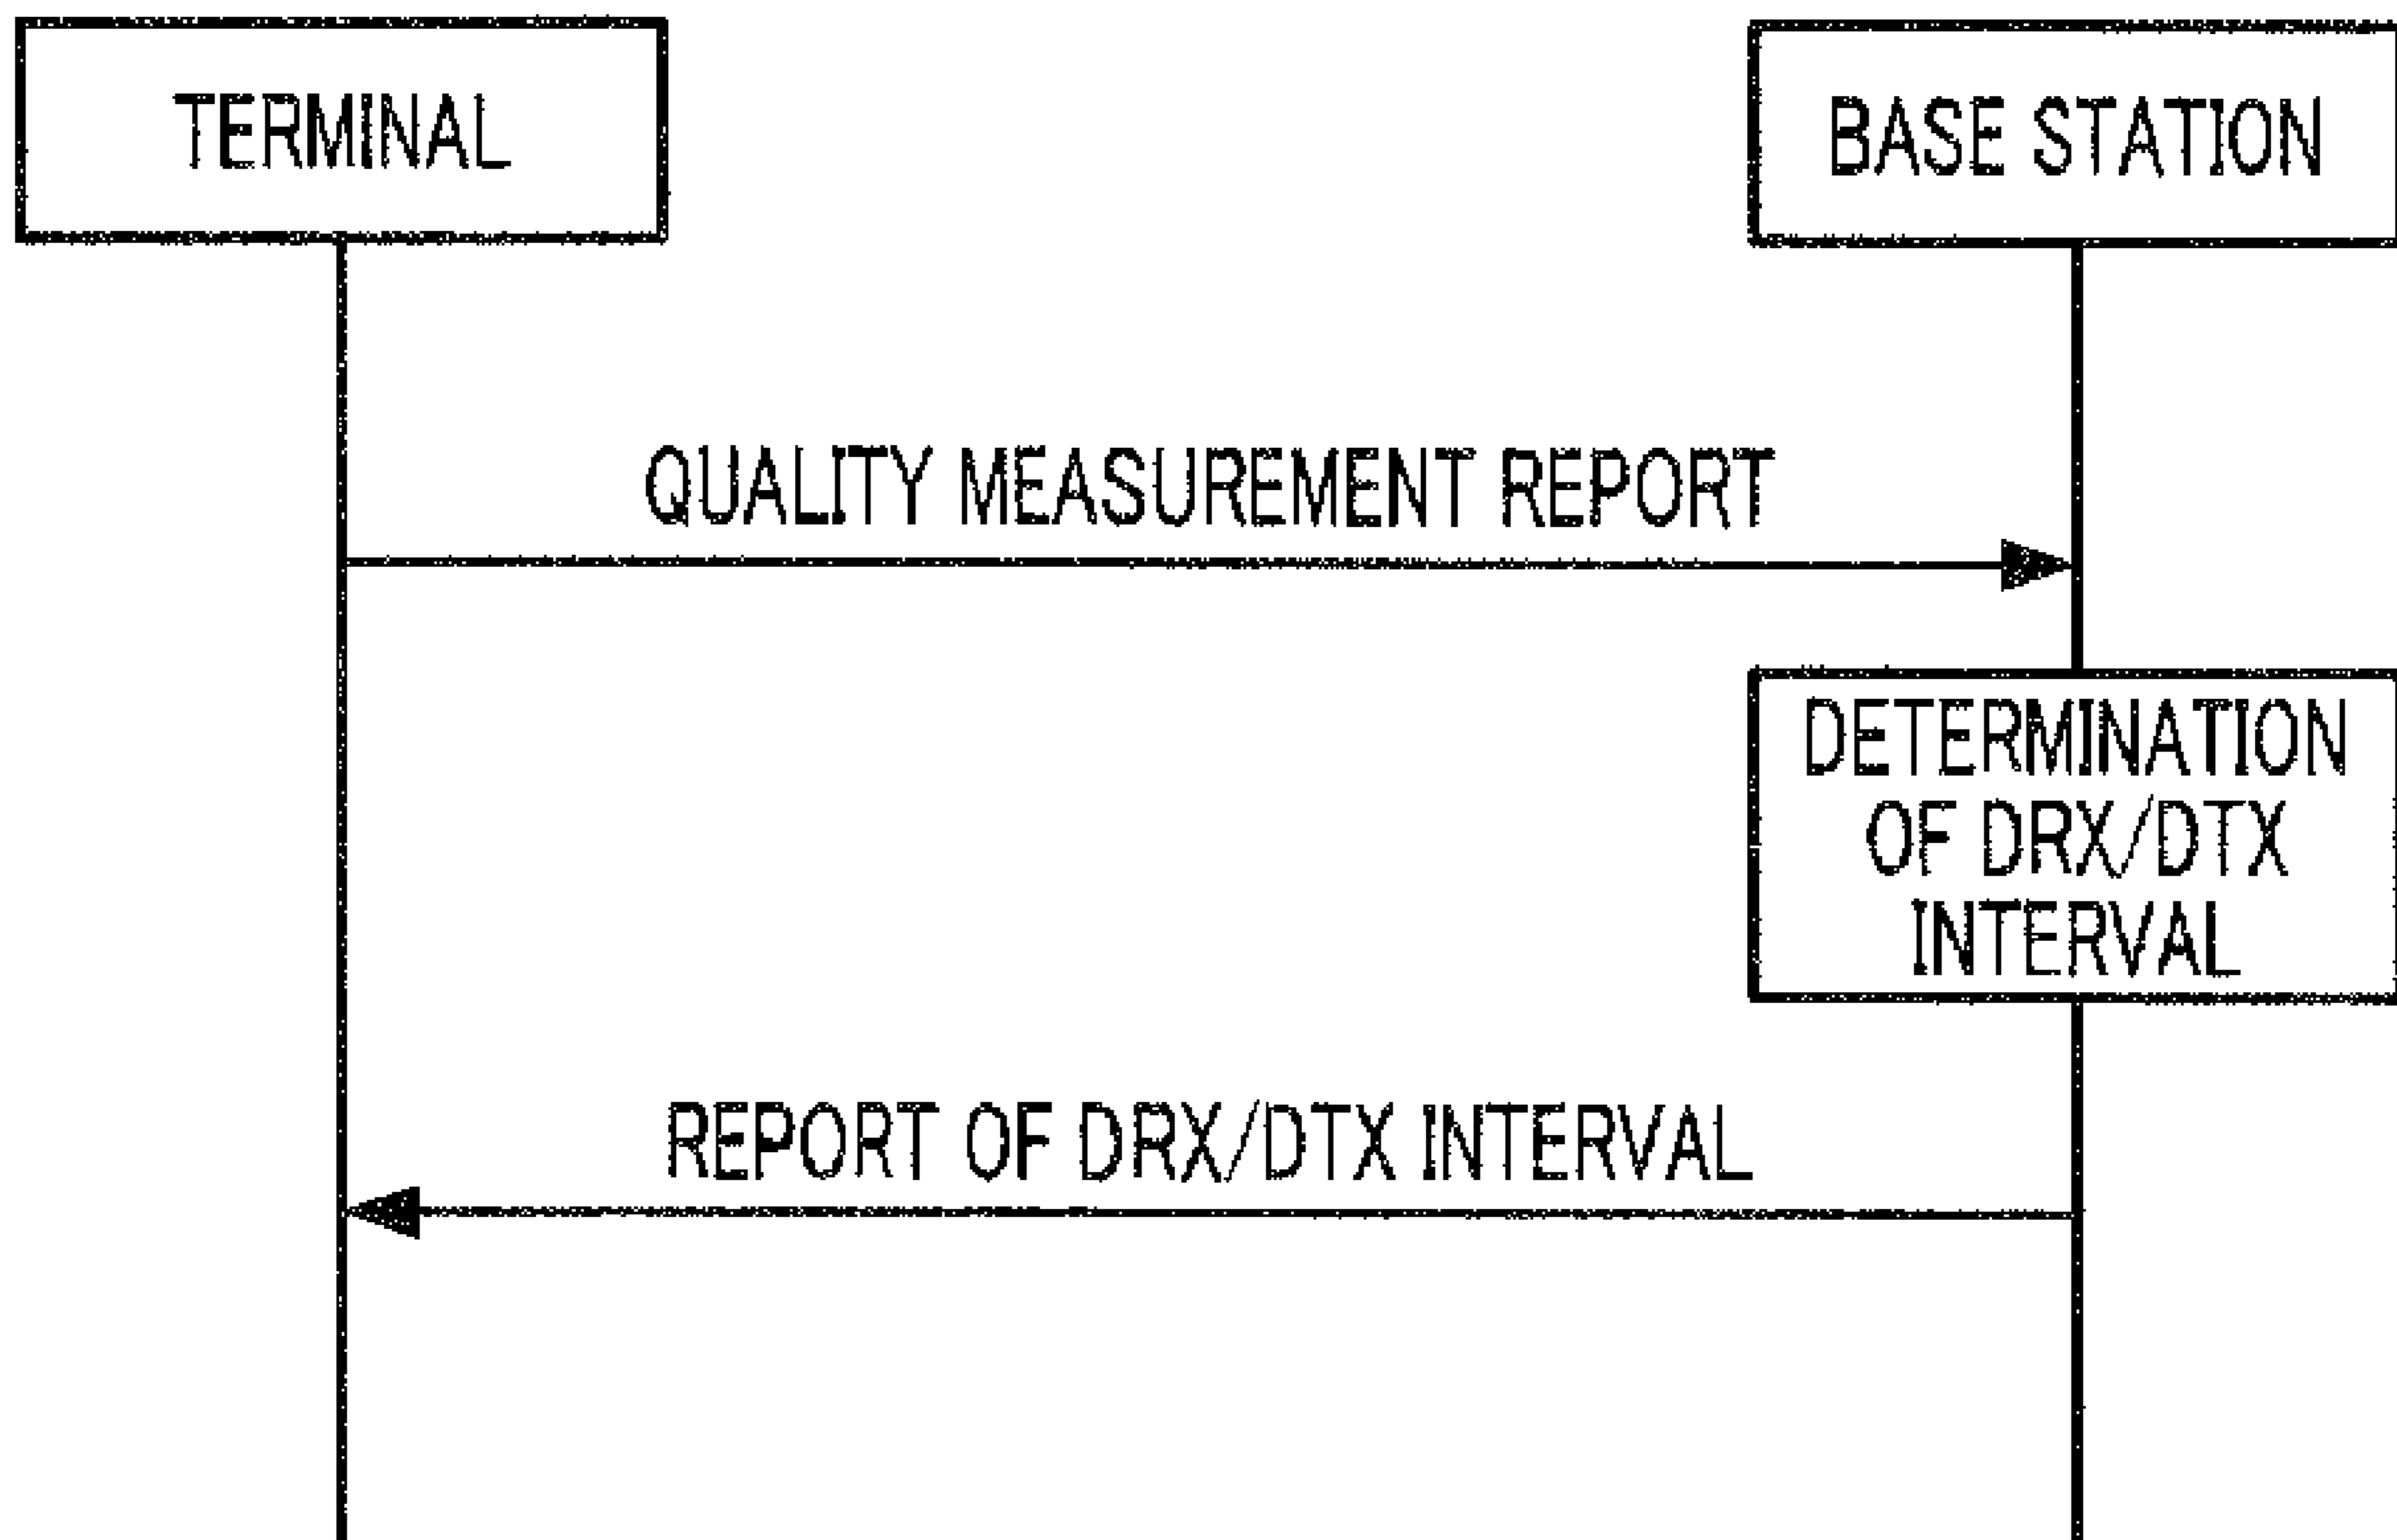 TERMINAL
BASE STATION
QUALITY MEASUREMENT REPORT
DETERMINATION
OF DRX/DTX
INTERVAL
REPORT OF DRX/DTX INTERVAL